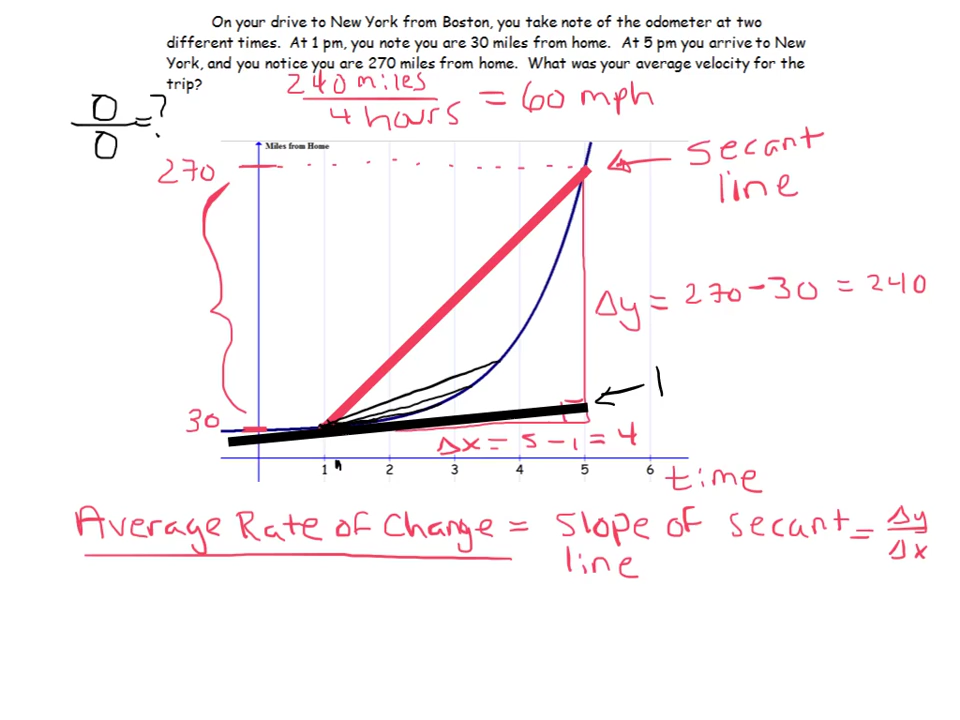 On your drive to New York from Boston, you take note of the odometer at two
different times. At 1 pm, you note you are 30 miles from home. At 5 pm you arrive to New
York, and you notice you are 270 miles from home. What was your average velocity for the
trip?
240 miles
4 hours
= 60 mph
0
0
= ?
Miles from Home
270
secant
line
Δy = 270 - 30 = 240
30
Δx = 5 - 1 = 4
1 2 3 4 5 6
time
Average Rate of Change = slope of secant = Δy
Δx
line